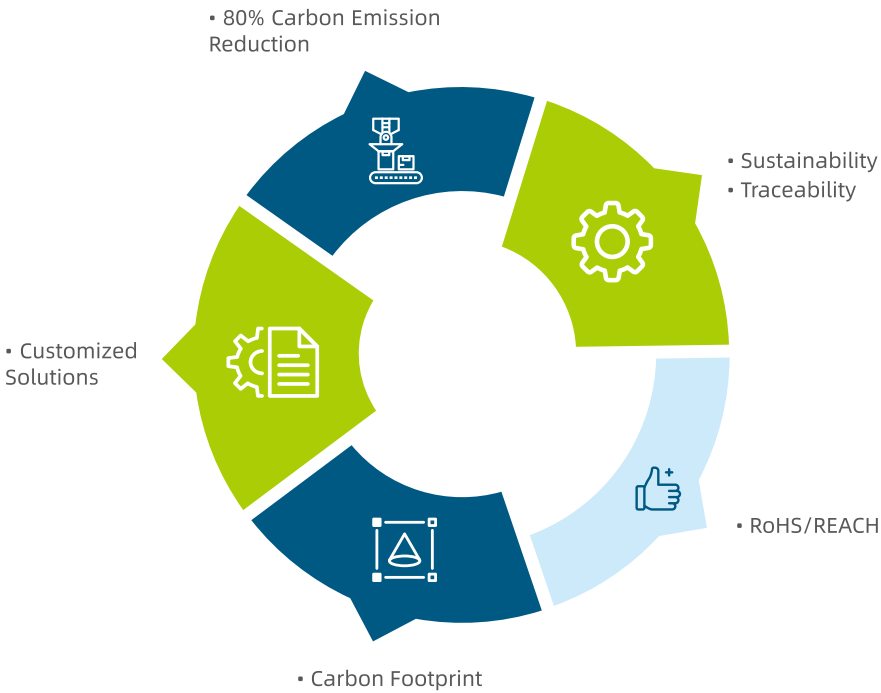 • 80% Carbon Emission
Reduction
• Sustainability
• Traceability
• Customized
Solutions
• RoHS/REACH
• Carbon Footprint